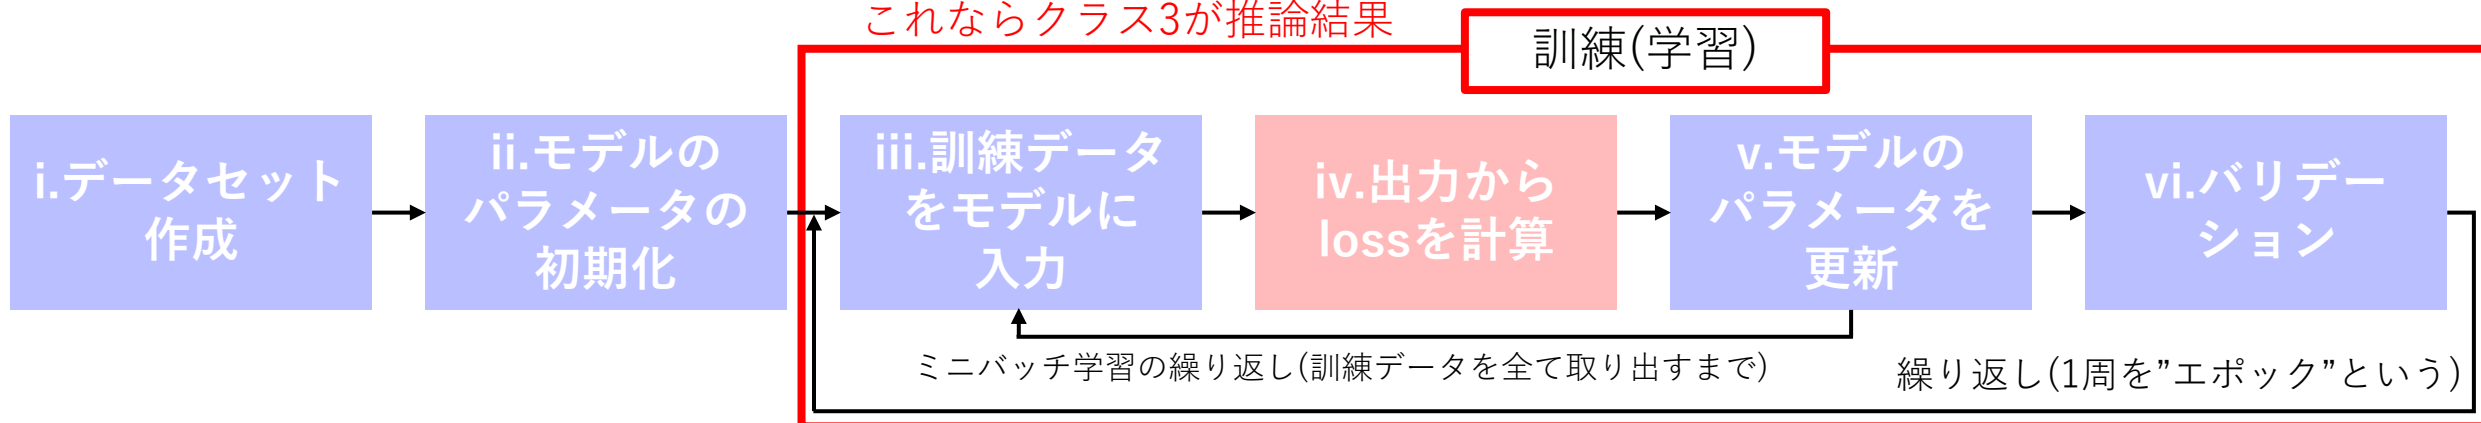 これならクラス3が推論結果
訓練(学習)
i.データセット
作成
ii.モデルの
パラメータの
初期化
iii.訓練データ
をモデルに
入力
iv.出力から
lossを計算
v.モデルの
パラメータを
更新
vi.バリデー
ション
ミニバッチ学習の繰り返し(訓練データを全て取り出すまで)
繰り返し(1周を”エポック”という)